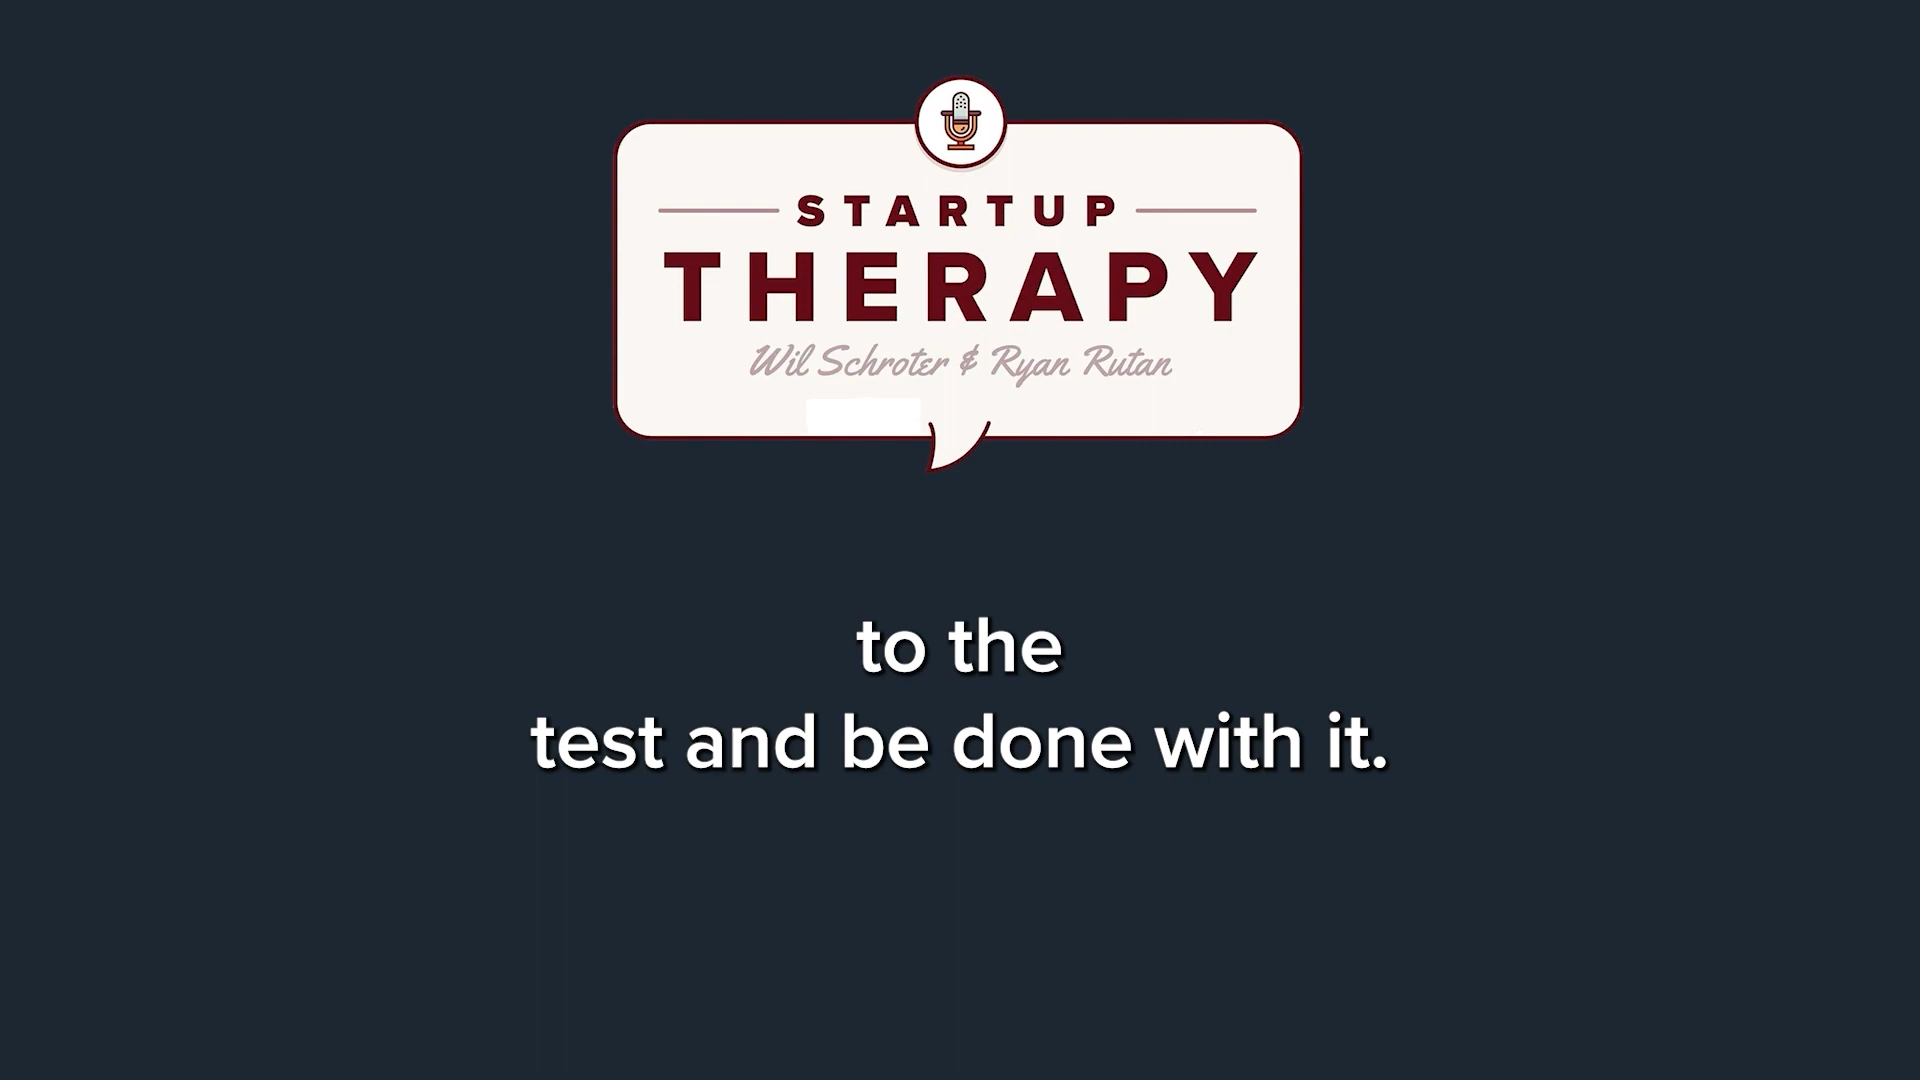 STARTUP
THERAPY
Wil Schroter & Ryan Rutan
to the
test and be done with it.